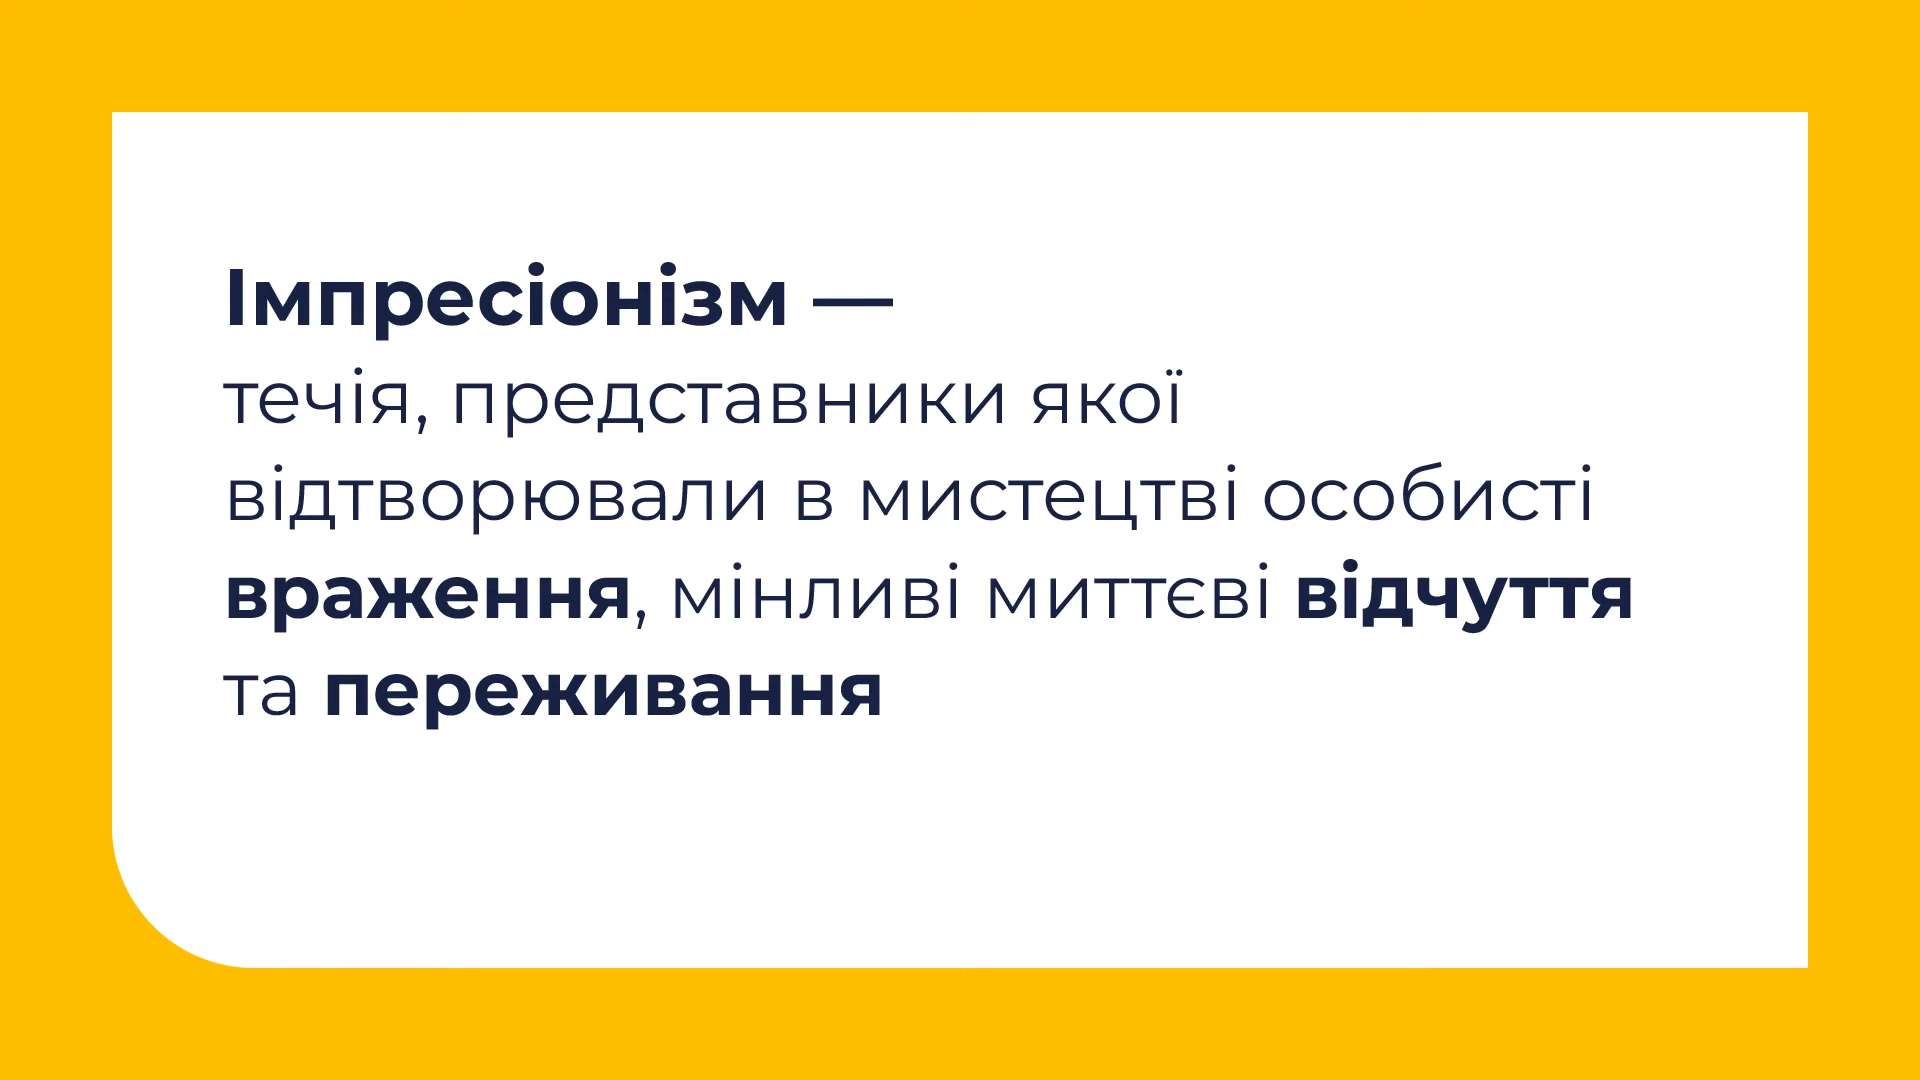 Імпресіонізм —
течія, представники якої
відтворювали в мистецтві особисті
враження, мінливі миттєві відчуття
та переживання